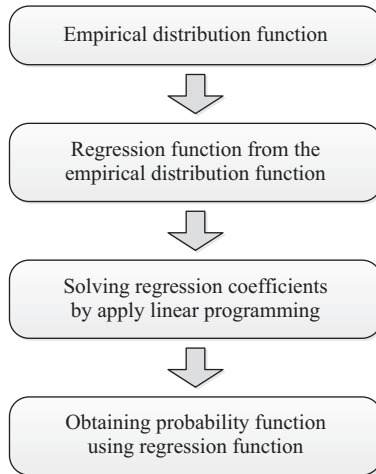 Empirical distribution function
Regression function from the
empirical distribution function
Solving regression coefficients
by apply linear programming
Obtaining probability function
using regression function